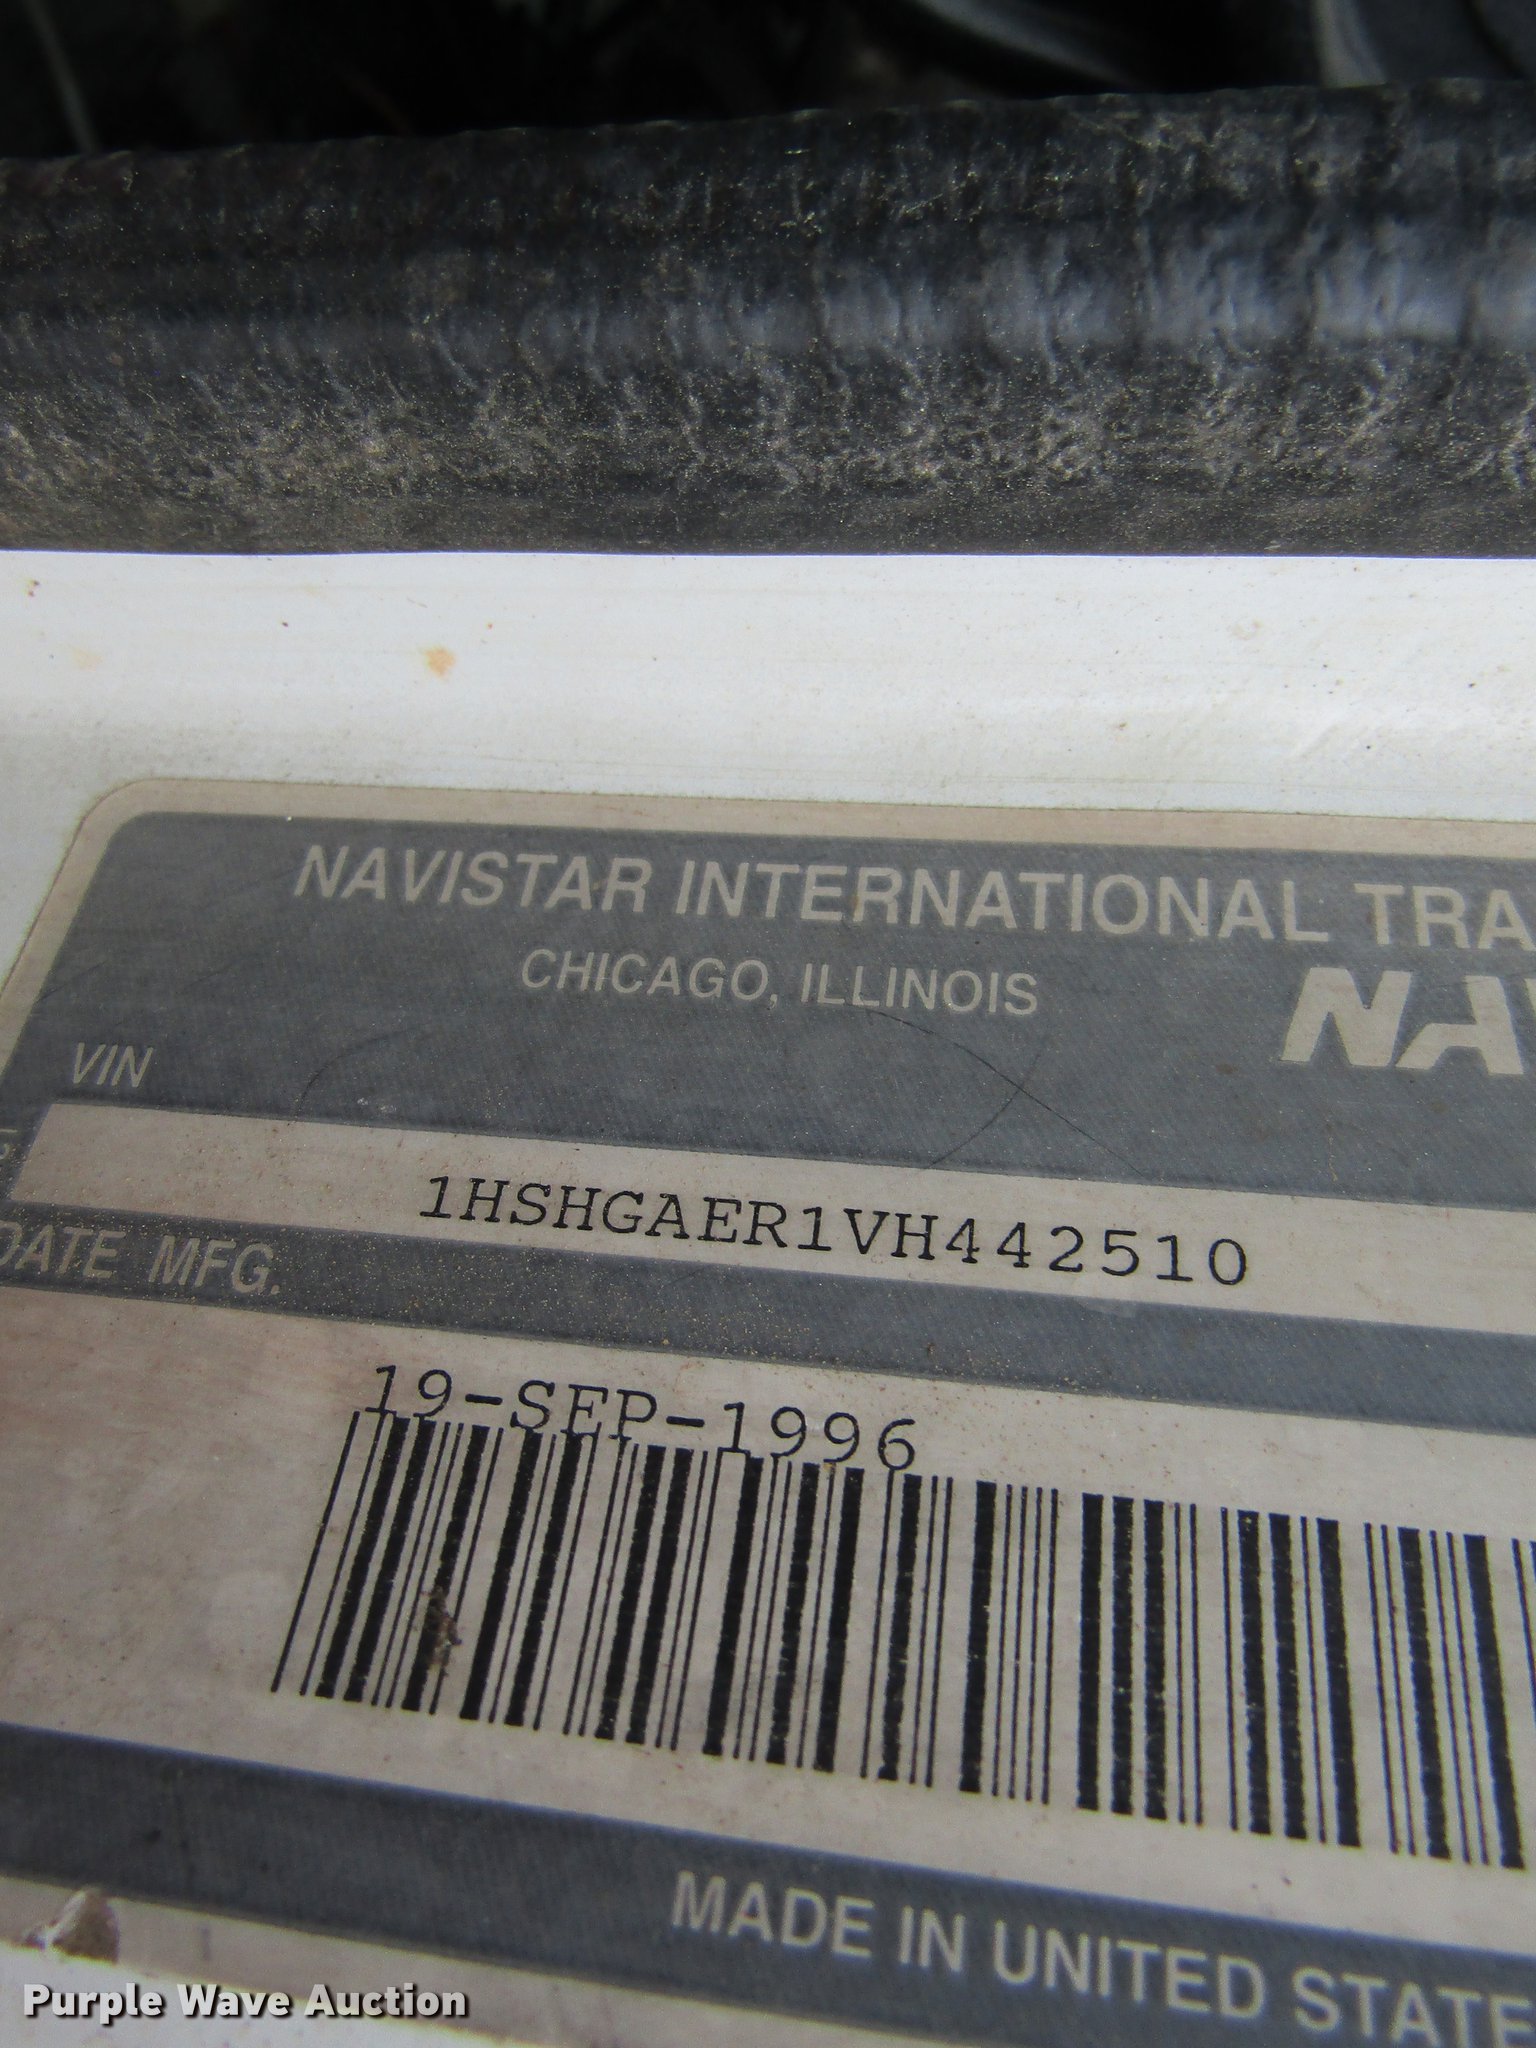 NAVISTAR INTERNATIONAL TRA
CHICAGO, ILLINOIS
NAV
VIN
1HSHGAER1VH442510
DATE MFG.
19-SEP-1996
MADE IN UNITED STATE
Purple Wave Auction